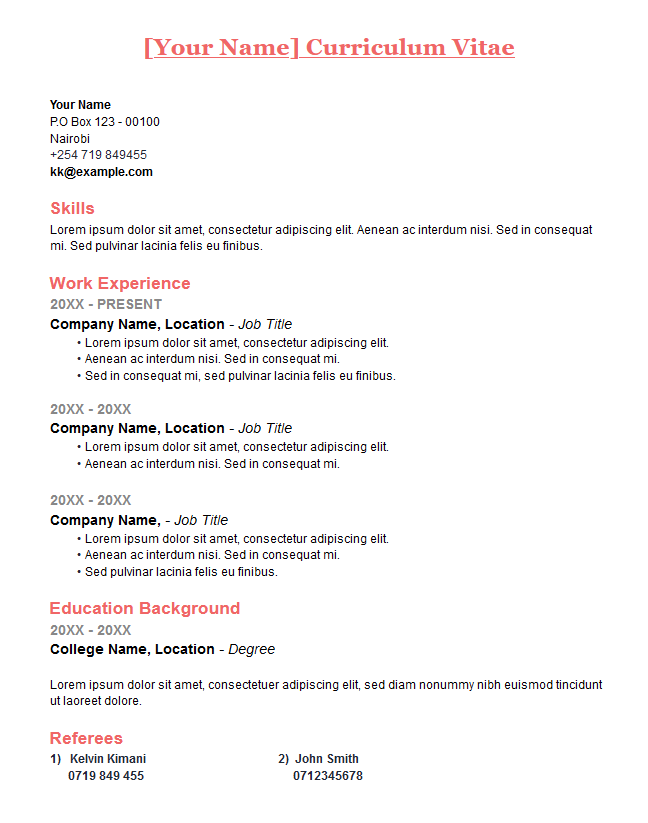 [Your Name] Curriculum Vitae
Your Name
P.O Box 123 - 00100
Nairobi
+254 719 849455
kk@example.com
Skills
Lorem ipsum dolor sit amet, consectetur adipiscing elit. Aenean ac interdum nisi. Sed in consequat
mi. Sed pulvinar lacinia felis eu finibus.
Work Experience
20XX - PRESENT
Company Name, Location - Job Title
• Lorem ipsum dolor sit amet, consectetur adipiscing elit.
• Aenean ac interdum nisi. Sed in consequat mi.
• Sed in consequat mi, sed pulvinar lacinia felis eu finibus.
20XX - 20XX
Company Name, Location - Job Title
• Lorem ipsum dolor sit amet, consectetur adipiscing elit.
• Aenean ac interdum nisi. Sed in consequat mi.
20XX - 20XX
Company Name, - Job Title
• Lorem ipsum dolor sit amet, consectetur adipiscing elit.
• Aenean ac interdum nisi. Sed in consequat mi.
• Sed pulvinar lacinia felis eu finibus.
Education Background
20XX - 20XX
College Name, Location - Degree
Lorem ipsum dolor sit amet, consectetuer adipiscing elit, sed diam nonummy nibh euismod tincidunt
ut laoreet dolore.
Referees
1) Kelvin Kimani 2) John Smith
0719 849 455 0712345678